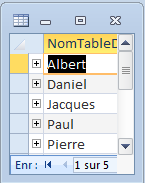 NomTableD
Albert
Daniel
Jacques
Paul
Pierre
Enr : 1 sur 5